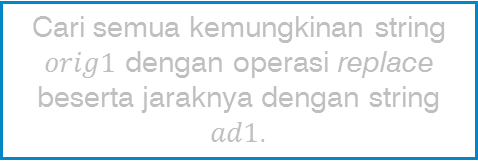 Cari semua kemungkinan string
orig1 dengan operasi replace
beserta jaraknya dengan string
ad1.